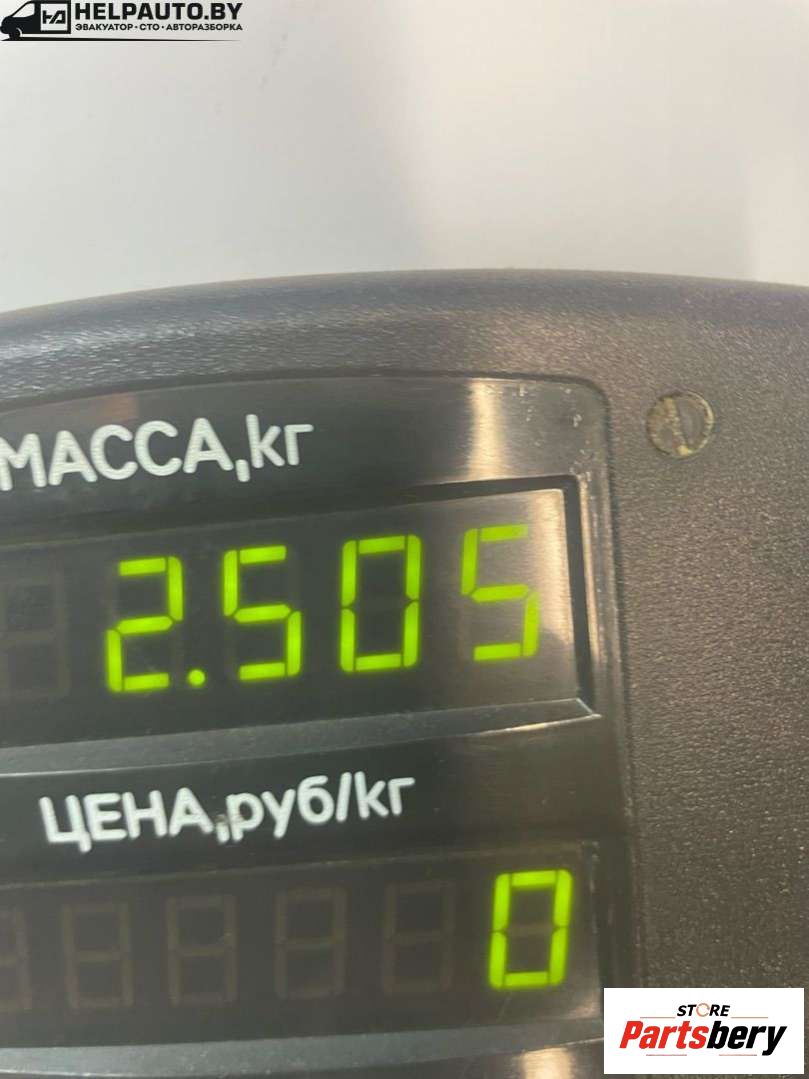 HELPAUTO.BY
ЭВАКУАТОР•СТО•АВТОРАЗБОРКА
МАССА,кг
2.505
ЦЕНА,руб/кг
0
STORE
Partsbery